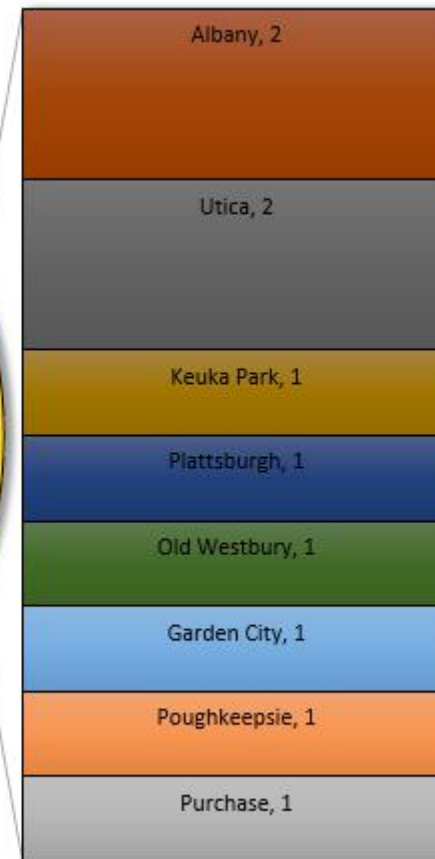 Albany, 2
Utica, 2
Keuka Park, 1
Plattsburgh, 1
Old Westbury, 1
Garden City, 1
Poughkeepsie, 1
Purchase, 1